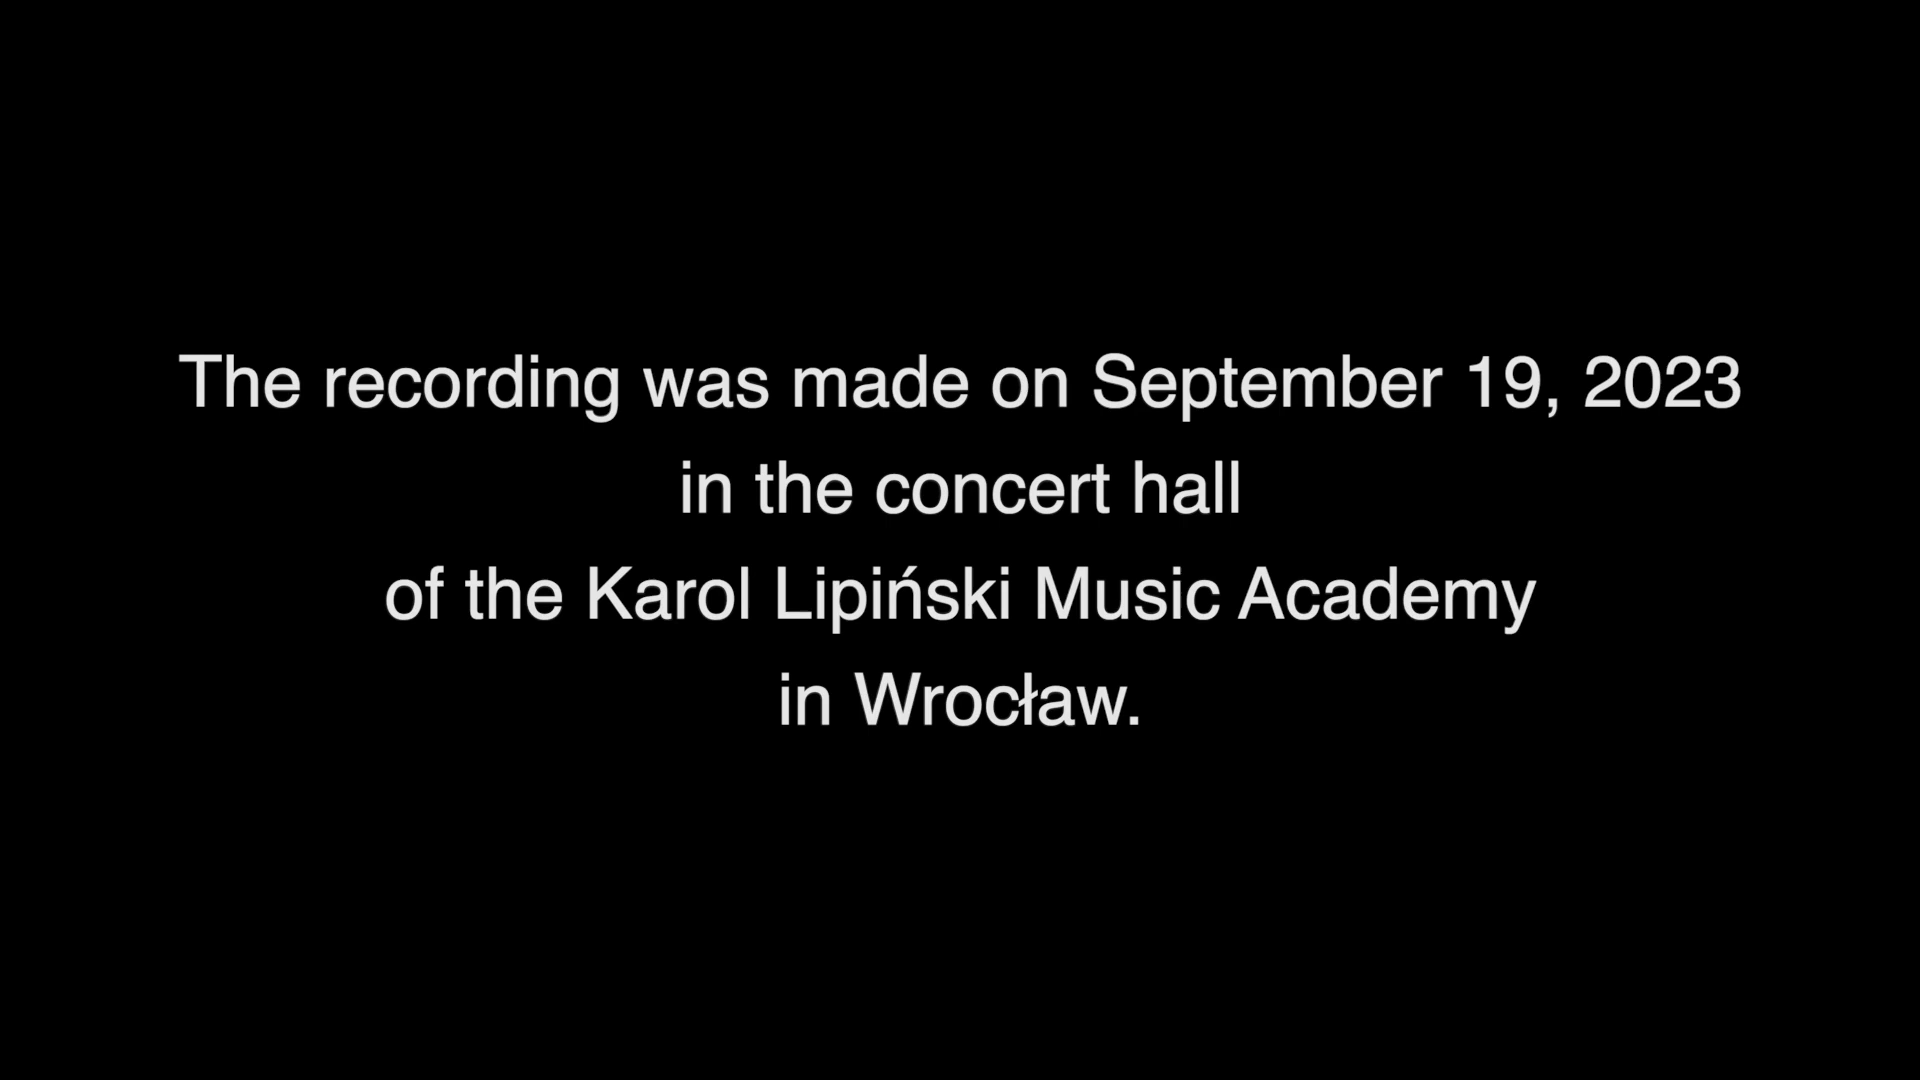 The recording was made on September 19, 2023
in the concert hall
of the Karol Lipiński Music Academy
in Wrocław.